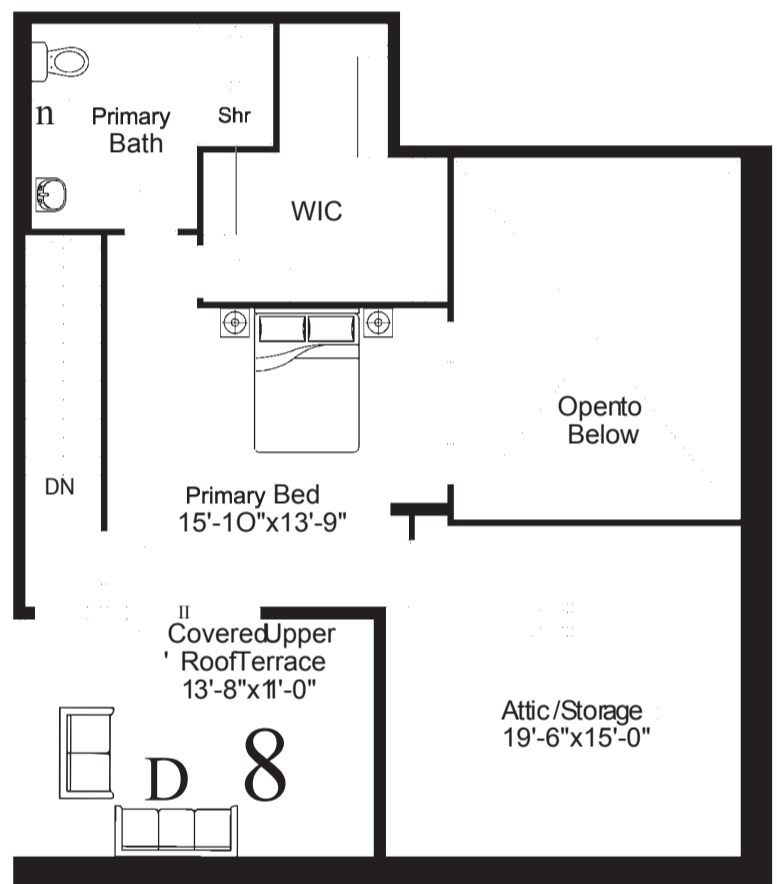 n
Primary
Bath
Shr
WIC
Opento
Below
DN
Primary Bed
15'-1O"x13'-9"
II
CoveredUpper
' RoofTerrace
13'-8"x11'-0"
Attic/Storage
19'-6"x15'-0"
D
8